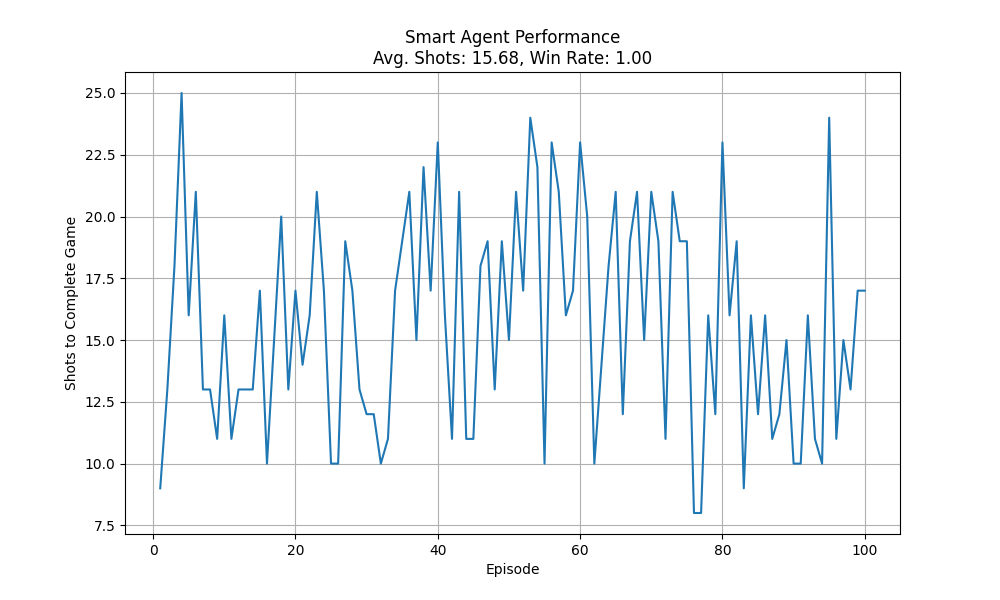 Smart Agent Performance
Avg. Shots: 15.68, Win Rate: 1.00
Shots to Complete Game
25.0
22.5
20.0
17.5
15.0
12.5
10.0
7.5
0 20 40 60 80 100
Episode